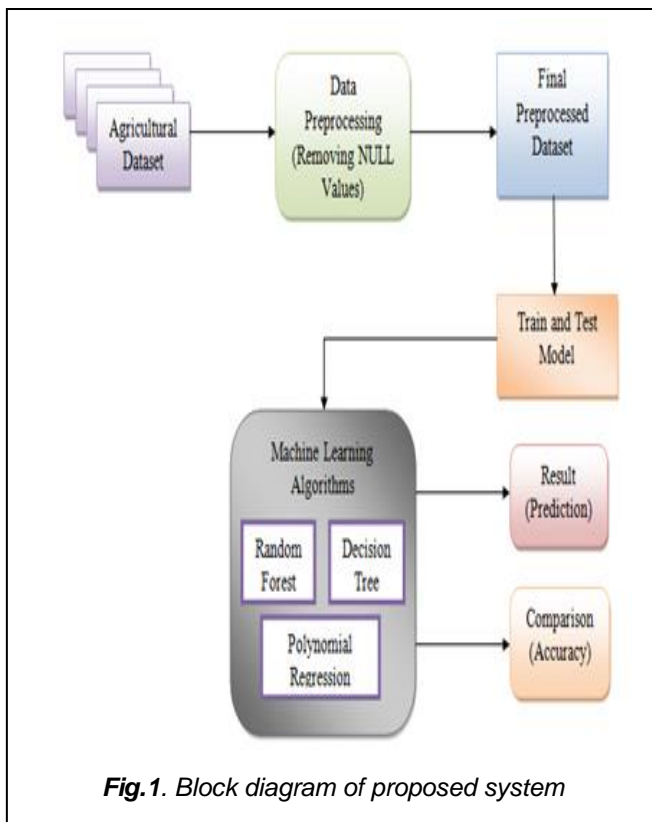 Agricultural
Dataset
Data
Preprocessing
(Removing NULL
Values)
Final
Preprocessed
Dataset
Train and Test
Model
Machine Learning
Algorithms
Random
Forest
Decision
Tree
Polynomial
Regression
Result
(Prediction)
Comparison
(Accuracy)
Fig.1. Block diagram of proposed system